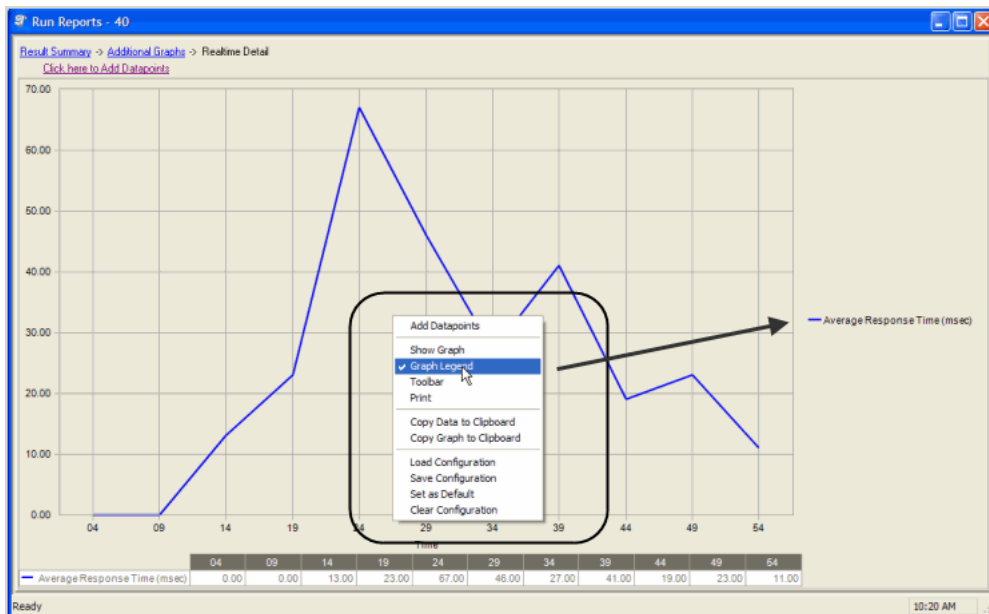 Run Reports - 40
Result Summary -> Additional Graphs -> Realtime Detail
Click here to Add Datapoints
70.00
60.00
50.00
40.00
30.00
20.00
10.00
0.00
Add Datapoints
Show Graph
Graph Legend
Toolbar
Print
Copy Data to Clipboard
Copy Graph to Clipboard
Load Configuration
Save Configuration
Set as Default
Clear Configuration
Average Response Time (msec)
04 09 14 19 24 29 34 39 44 49 54
Time
04 09 14 19 24 29 34 39 44 49 54
Average Response Time (msec) 0.00 0.00 13.00 23.00 67.00 46.00 27.00 41.00 19.00 23.00 11.00
Ready 10:20 AM